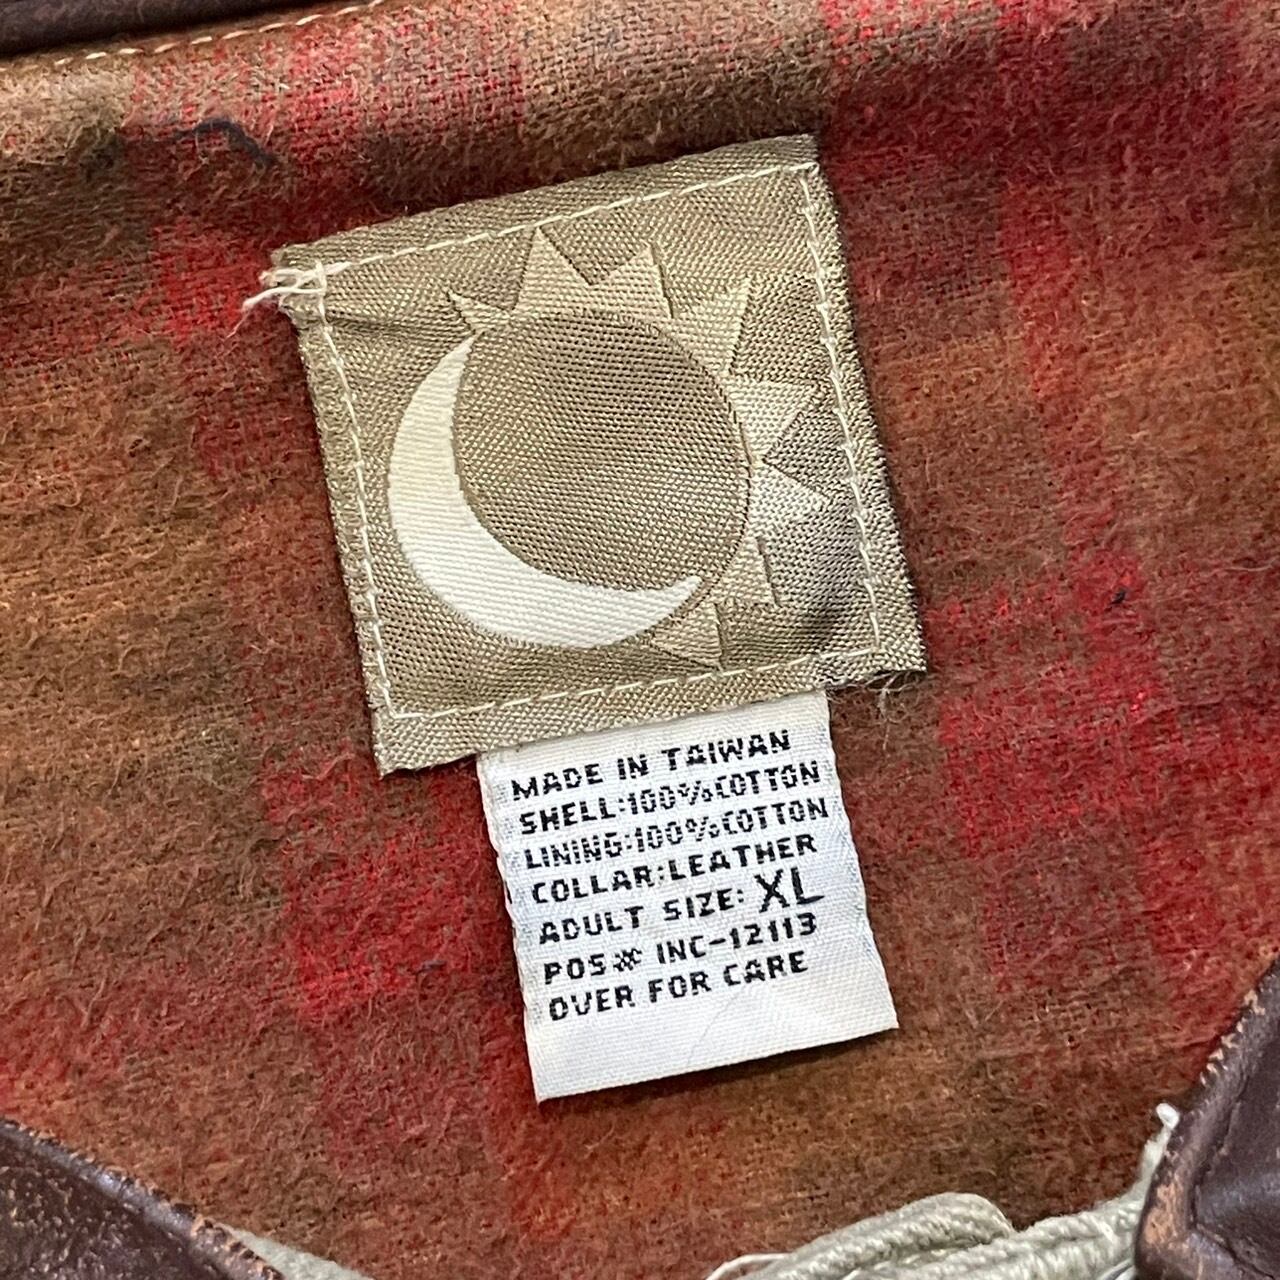 MADE IN TAIWAN
SHELL:100%COTTON
LINING:100%COTTON
COLLAR:LEATHER
ADULT SIZE: XL
POS# INC-12113
OVER FOR CARE